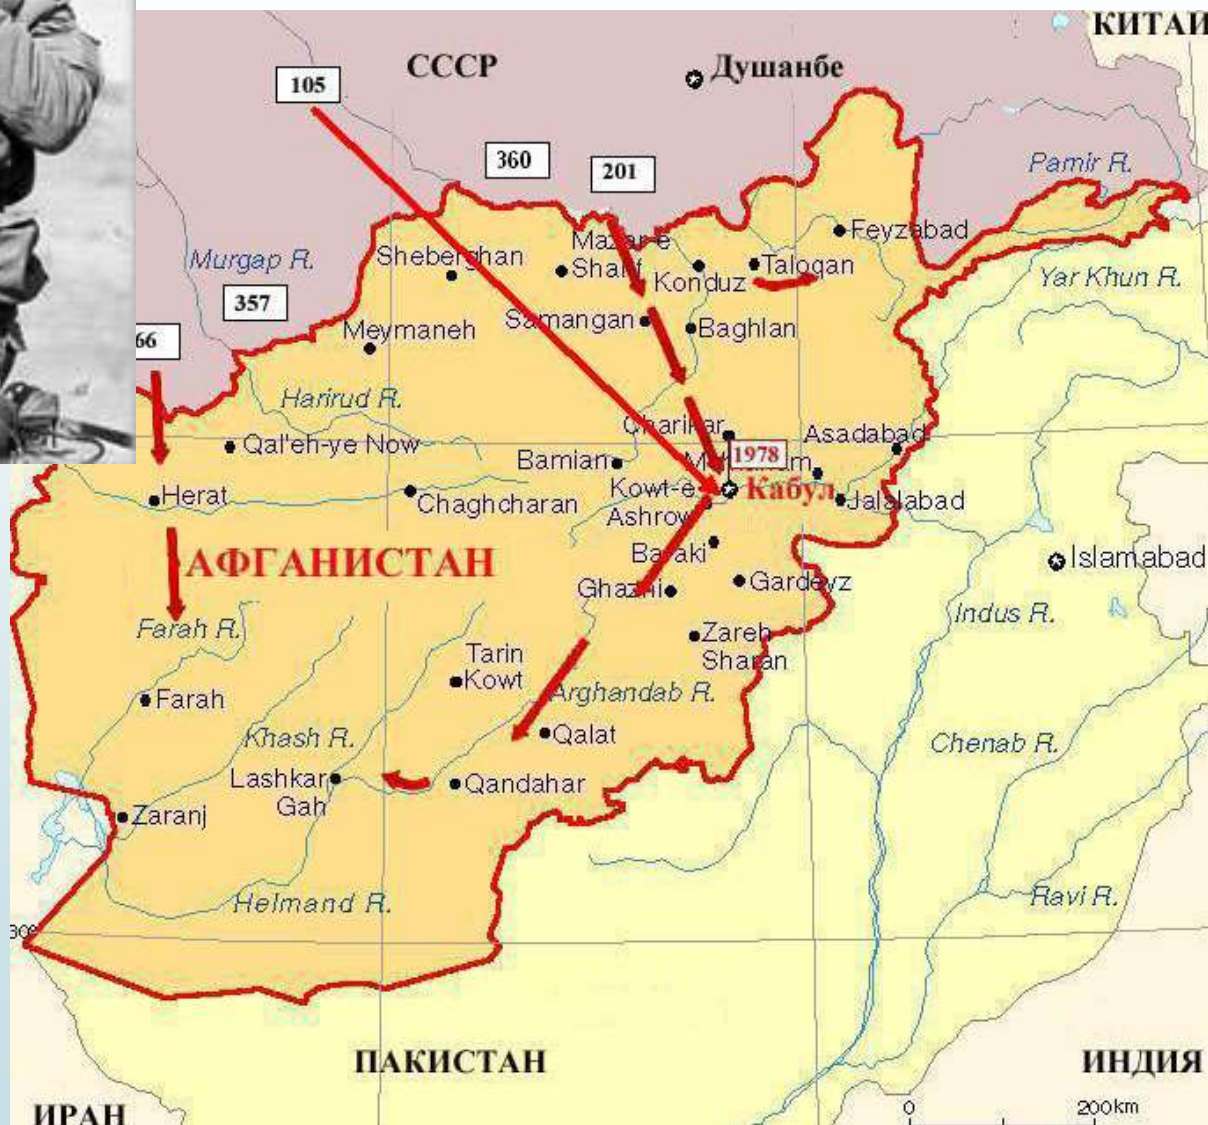 КИТАЙ
СССР
Душанбе
105
360
201
Pamir R.
Feyzabad
Murgap R.
Sheberghan
Mazar-e
Sharif
Konduz
Taloqan
Yar Khun R.
357
Meymaneh
Samangan
Baghlan
66
Harirud R.
Charikar
Asadabad
Qal'eh-ye Now
Bamian
1978
Herat
Chaghcharan
Kowt-e
Ashrow
Кабул
Jalalabad
АФГАНИСТАН
Baraki
Islamabad
Ghazni
Gardeyz
Indus R.
Farah R.
Zareh
Sharan
Tarin
Kowt
Farah
Arghandab R.
Khash R.
Qalat
Chenab R.
Lashkar
Gah
Qandahar
Zaranj
Helmand R.
Ravi R.
30°
ПАКИСТАН
ИНДИЯ
ИРАН
0
200km